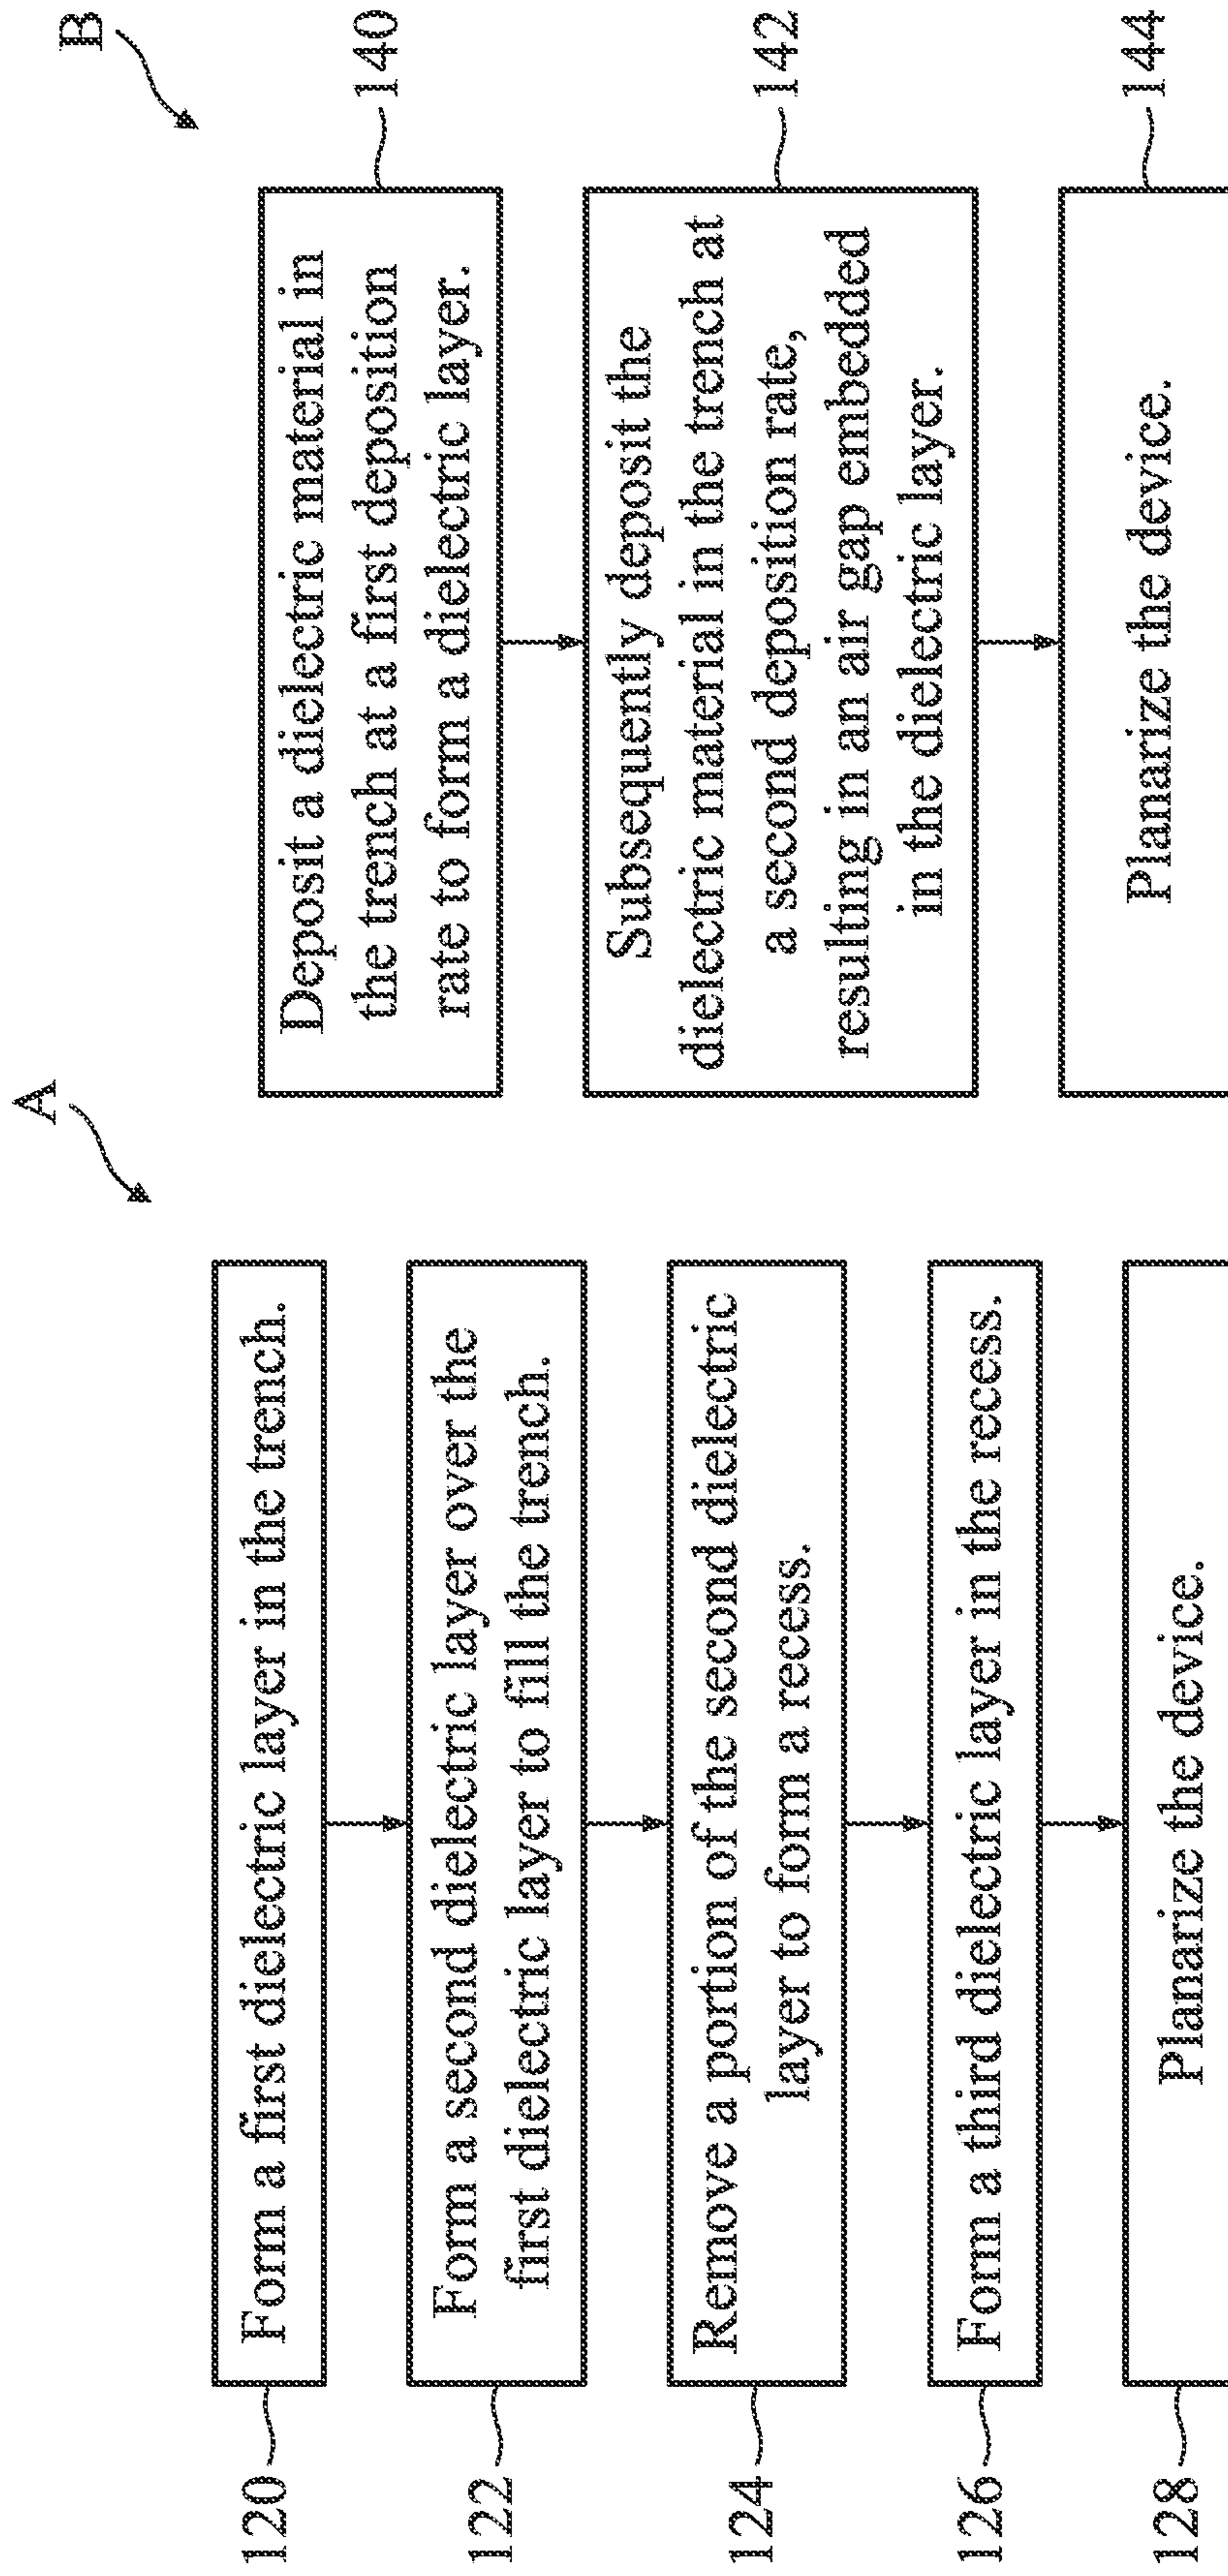 A
120
Form a first dielectric layer in the trench.
122
Form a second dielectric layer over the
first dielectric layer to fill the trench.
124
Remove a portion of the second dielectric
layer to form a recess.
126
Form a third dielectric layer in the recess.
128
Planarize the device.
B
Deposit a dielectric material in
the trench at a first deposition
rate to form a dielectric layer.
140
Subsequently deposit the
dielectric material in the trench at
a second deposition rate,
resulting in an air gap embedded
in the dielectric layer.
142
Planarize the device.
144